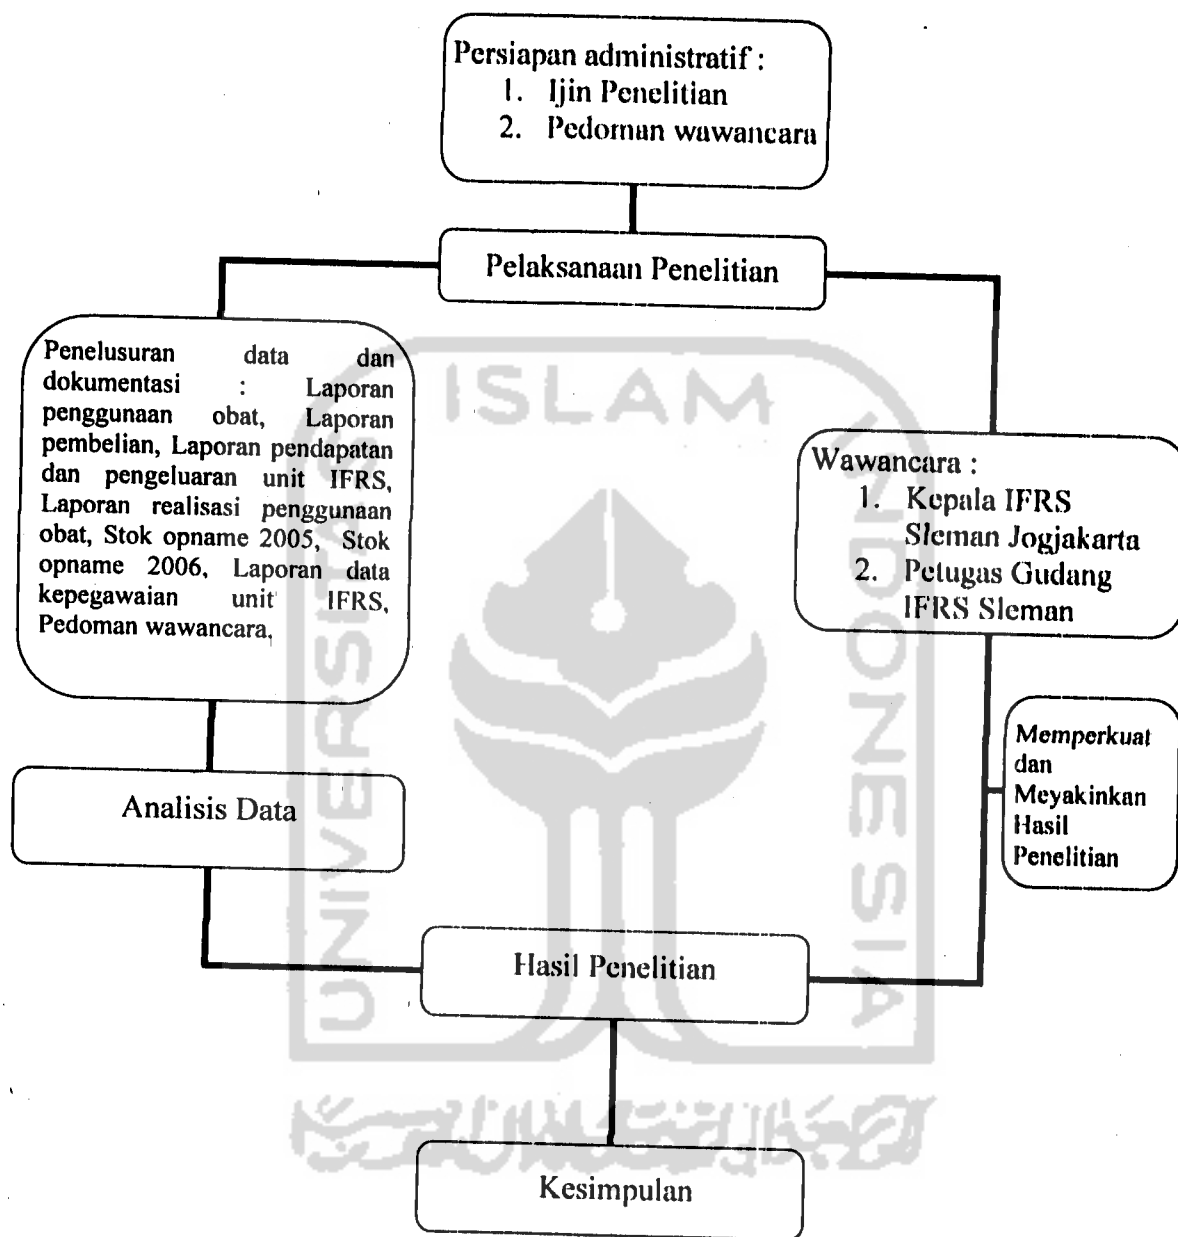 Persiapan administratif :
1. Ijin Penelitian
2. Pedoman wawancara
Pelaksanaan Penelitian
Penelusuran data dan
dokumentasi : Laporan
penggunaan obat, Laporan
pembelian, Laporan pendapatan
dan pengeluaran unit IFRS,
Laporan realisasi penggunaan
obat, Stok opname 2005, Stok
opname 2006, Laporan data
kepegawaian unit IFRS,
Pedoman wawancara,
Wawancara :
1. Kepala IFRS
Sleman Jogjakarta
2. Petugas Gudang
IFRS Sleman
Memperkuat
dan
Meyakinkan
Hasil
Penelitian
Analisis Data
Hasil Penelitian
Kesimpulan
UNIVERSITAS
ISLAM
INDONESIA